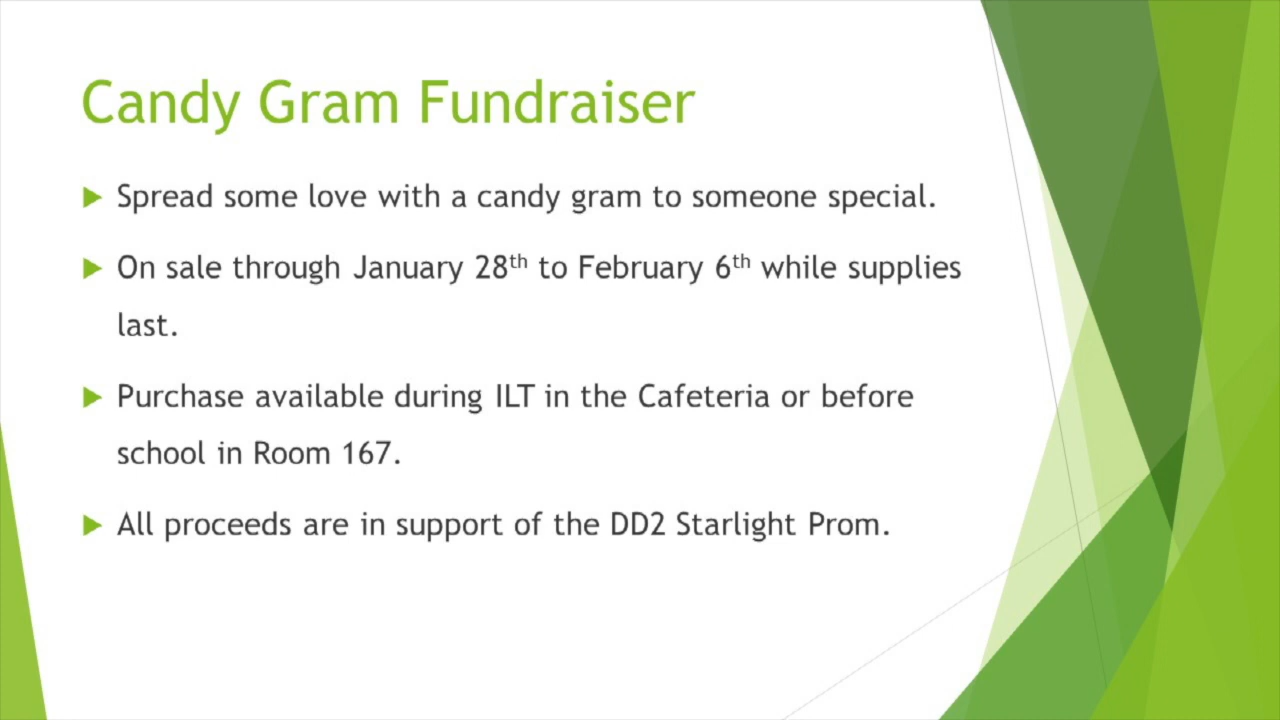 Candy Gram Fundraiser
Spread some love with a candy gram to someone special.
On sale through January 28th to February 6th while supplies
last.
Purchase available during ILT in the Cafeteria or before
school in Room 167.
All proceeds are in support of the DD2 Starlight Prom.